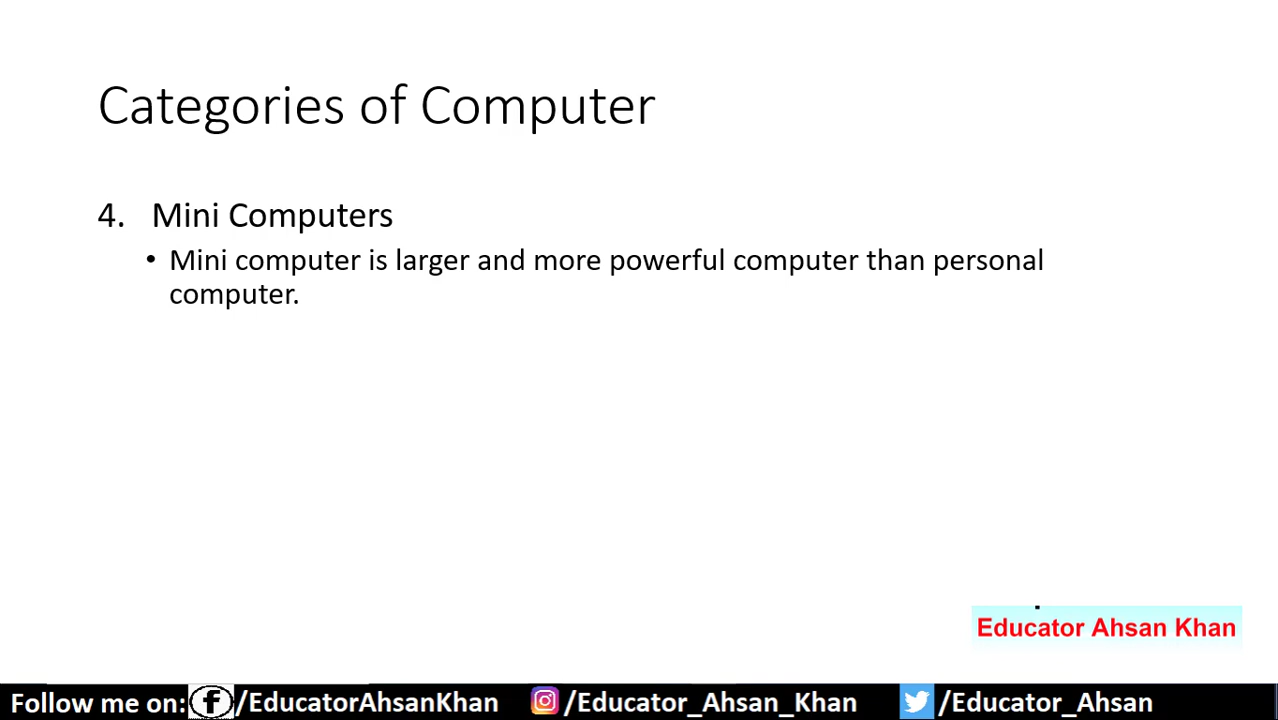 Categories of Computer
4. Mini Computers
• Mini computer is larger and more powerful computer than personal
computer.
Educator Ahsan Khan
Follow me on: f /EducatorAhsanKhan /Educator_Ahsan_Khan /Educator_Ahsan